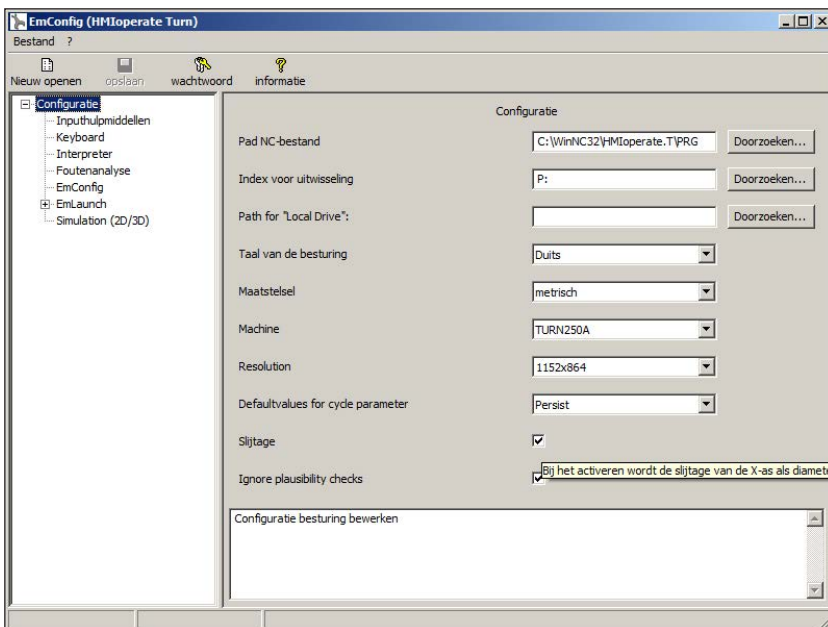 EmConfig (HMIoperate Turn)
Bestand ?
Nieuw openen opslaan wachtwoord informatie
Configuratie
Inputhulpmiddellen
Keyboard
Interpreter
Foutenanalyse
EmConfig
EmLaunch
Simulation (2D/3D)
Configuratie
Pad NC-bestand C:\WinNC32\HMIoperate.T\PRG Doorzoeken...
Index voor uitwisseling P: Doorzoeken...
Path for "Local Drive": Doorzoeken...
Taal van de besturing Duits
Maatstelsel metrisch
Machine TURN250A
Resolution 1152x864
Defaultvalues for cycle parameter Persist
Slijtage
Bij het activeren wordt de slijtage van de X-as als diamete
Ignore plausibility checks
Configuratie besturing bewerken